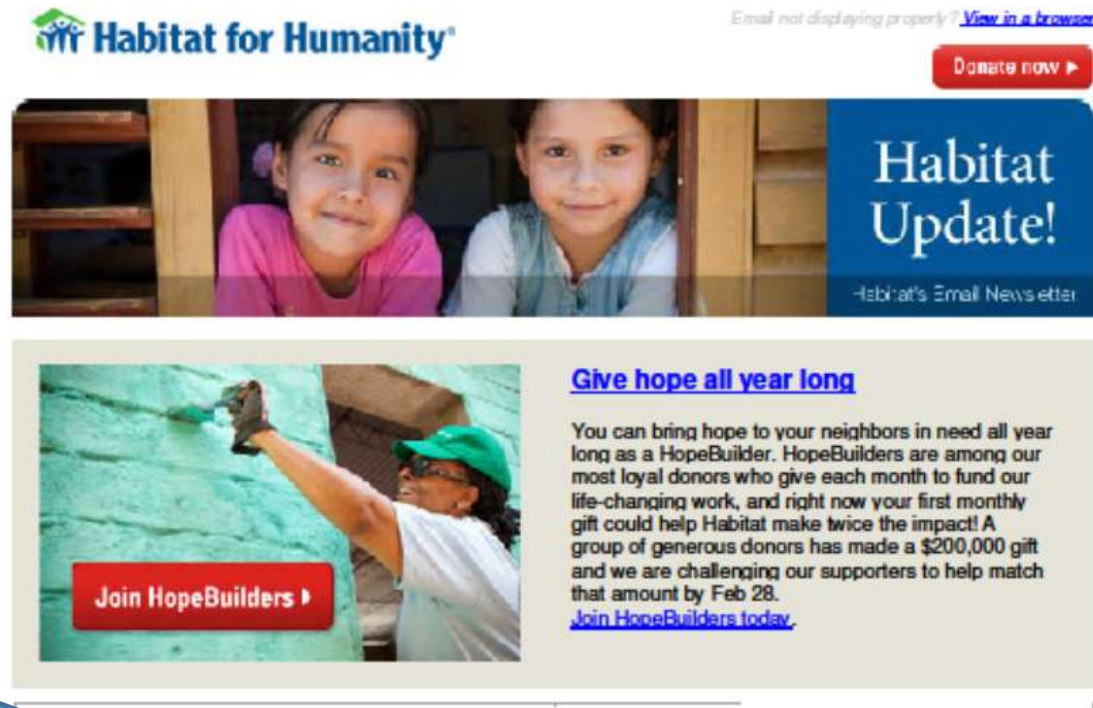 Habitat for Humanity®
Email not displaying properly? View in a browser
Donate now ►
Habitat
Update!
Habitat's Email Newsletter
Give hope all year long
You can bring hope to your neighbors in need all year
long as a HopeBuilder. HopeBuilders are among our
most loyal donors who give each month to fund our
life-changing work, and right now your first monthly
gift could help Habitat make twice the impact! A
group of generous donors has made a $200,000 gift
and we are challenging our supporters to help match
that amount by Feb 28.
Join HopeBuilders today.
Join HopeBuilders ►